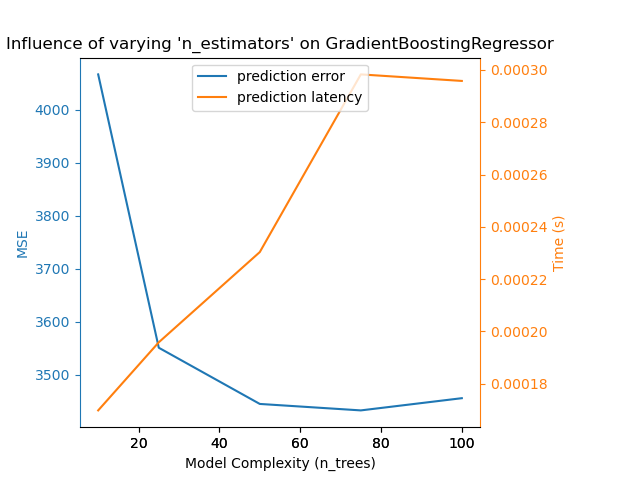 Influence of varying 'n_estimators' on GradientBoostingRegressor
prediction error
prediction latency
4000
3900
3800
3700
3600
3500
MSE
0.00030
0.00028
0.00026
0.00024
0.00022
0.00020
0.00018
Time (s)
20 40 60 80 100
Model Complexity (n_trees)